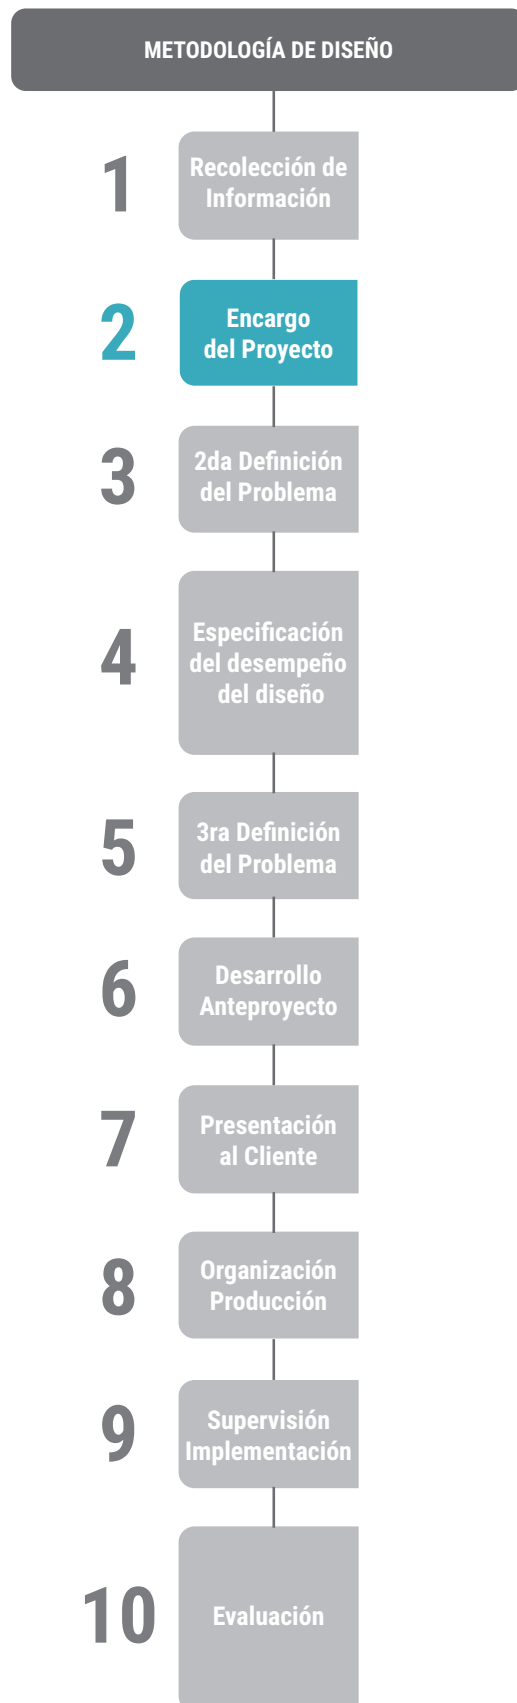 METODOLOGÍA DE DISEÑO
1
Recolección de
Información
2
Encargo
del Proyecto
3
2da Definición
del Problema
4
Especificación
del desempeño
del diseño
5
3ra Definición
del Problema
6
Desarrollo
Anteproyecto
7
Presentación
al Cliente
8
Organización
Producción
9
Supervisión
Implementación
10
Evaluación